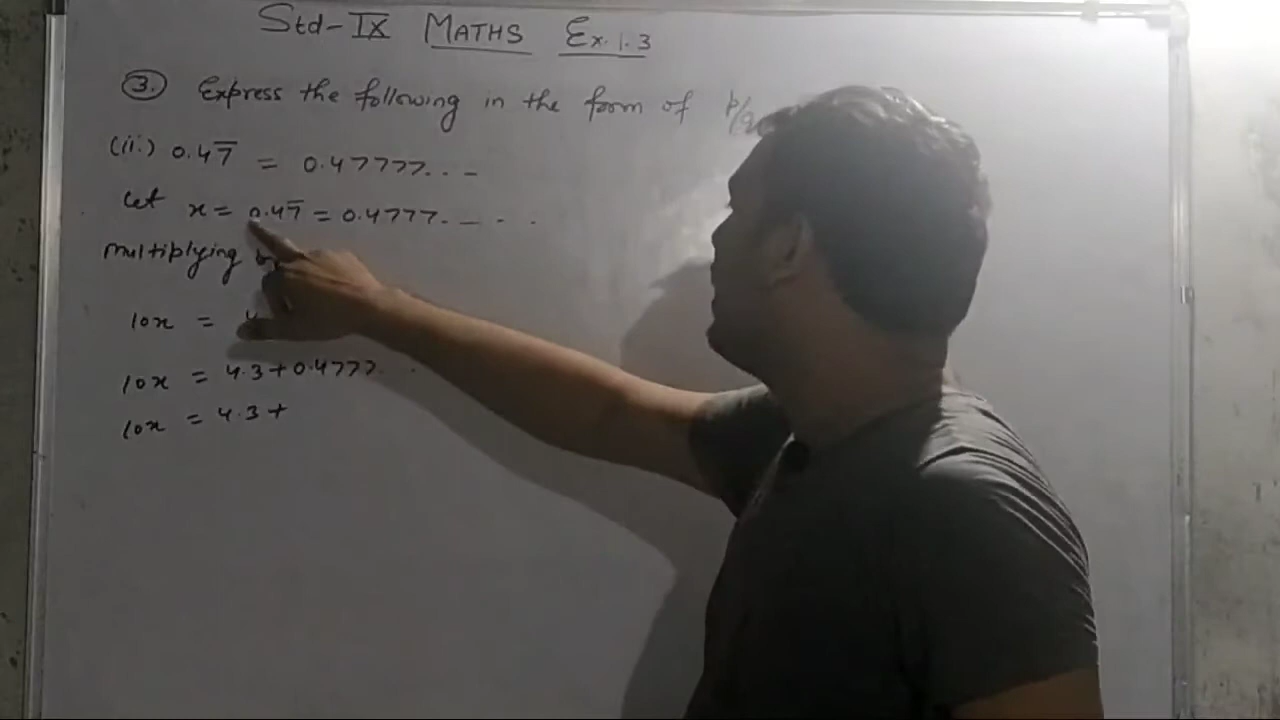 Std-IX MATHS Ex. 1.3
3. Express the following in the form of p/q
(ii.) 0.47̅ = 0.47777...-
Let x = 0.47̅ = 0.4777.-- .
Multiplying
10x = 4
10x = 4.3+0.4777. .
10x = 4.3+